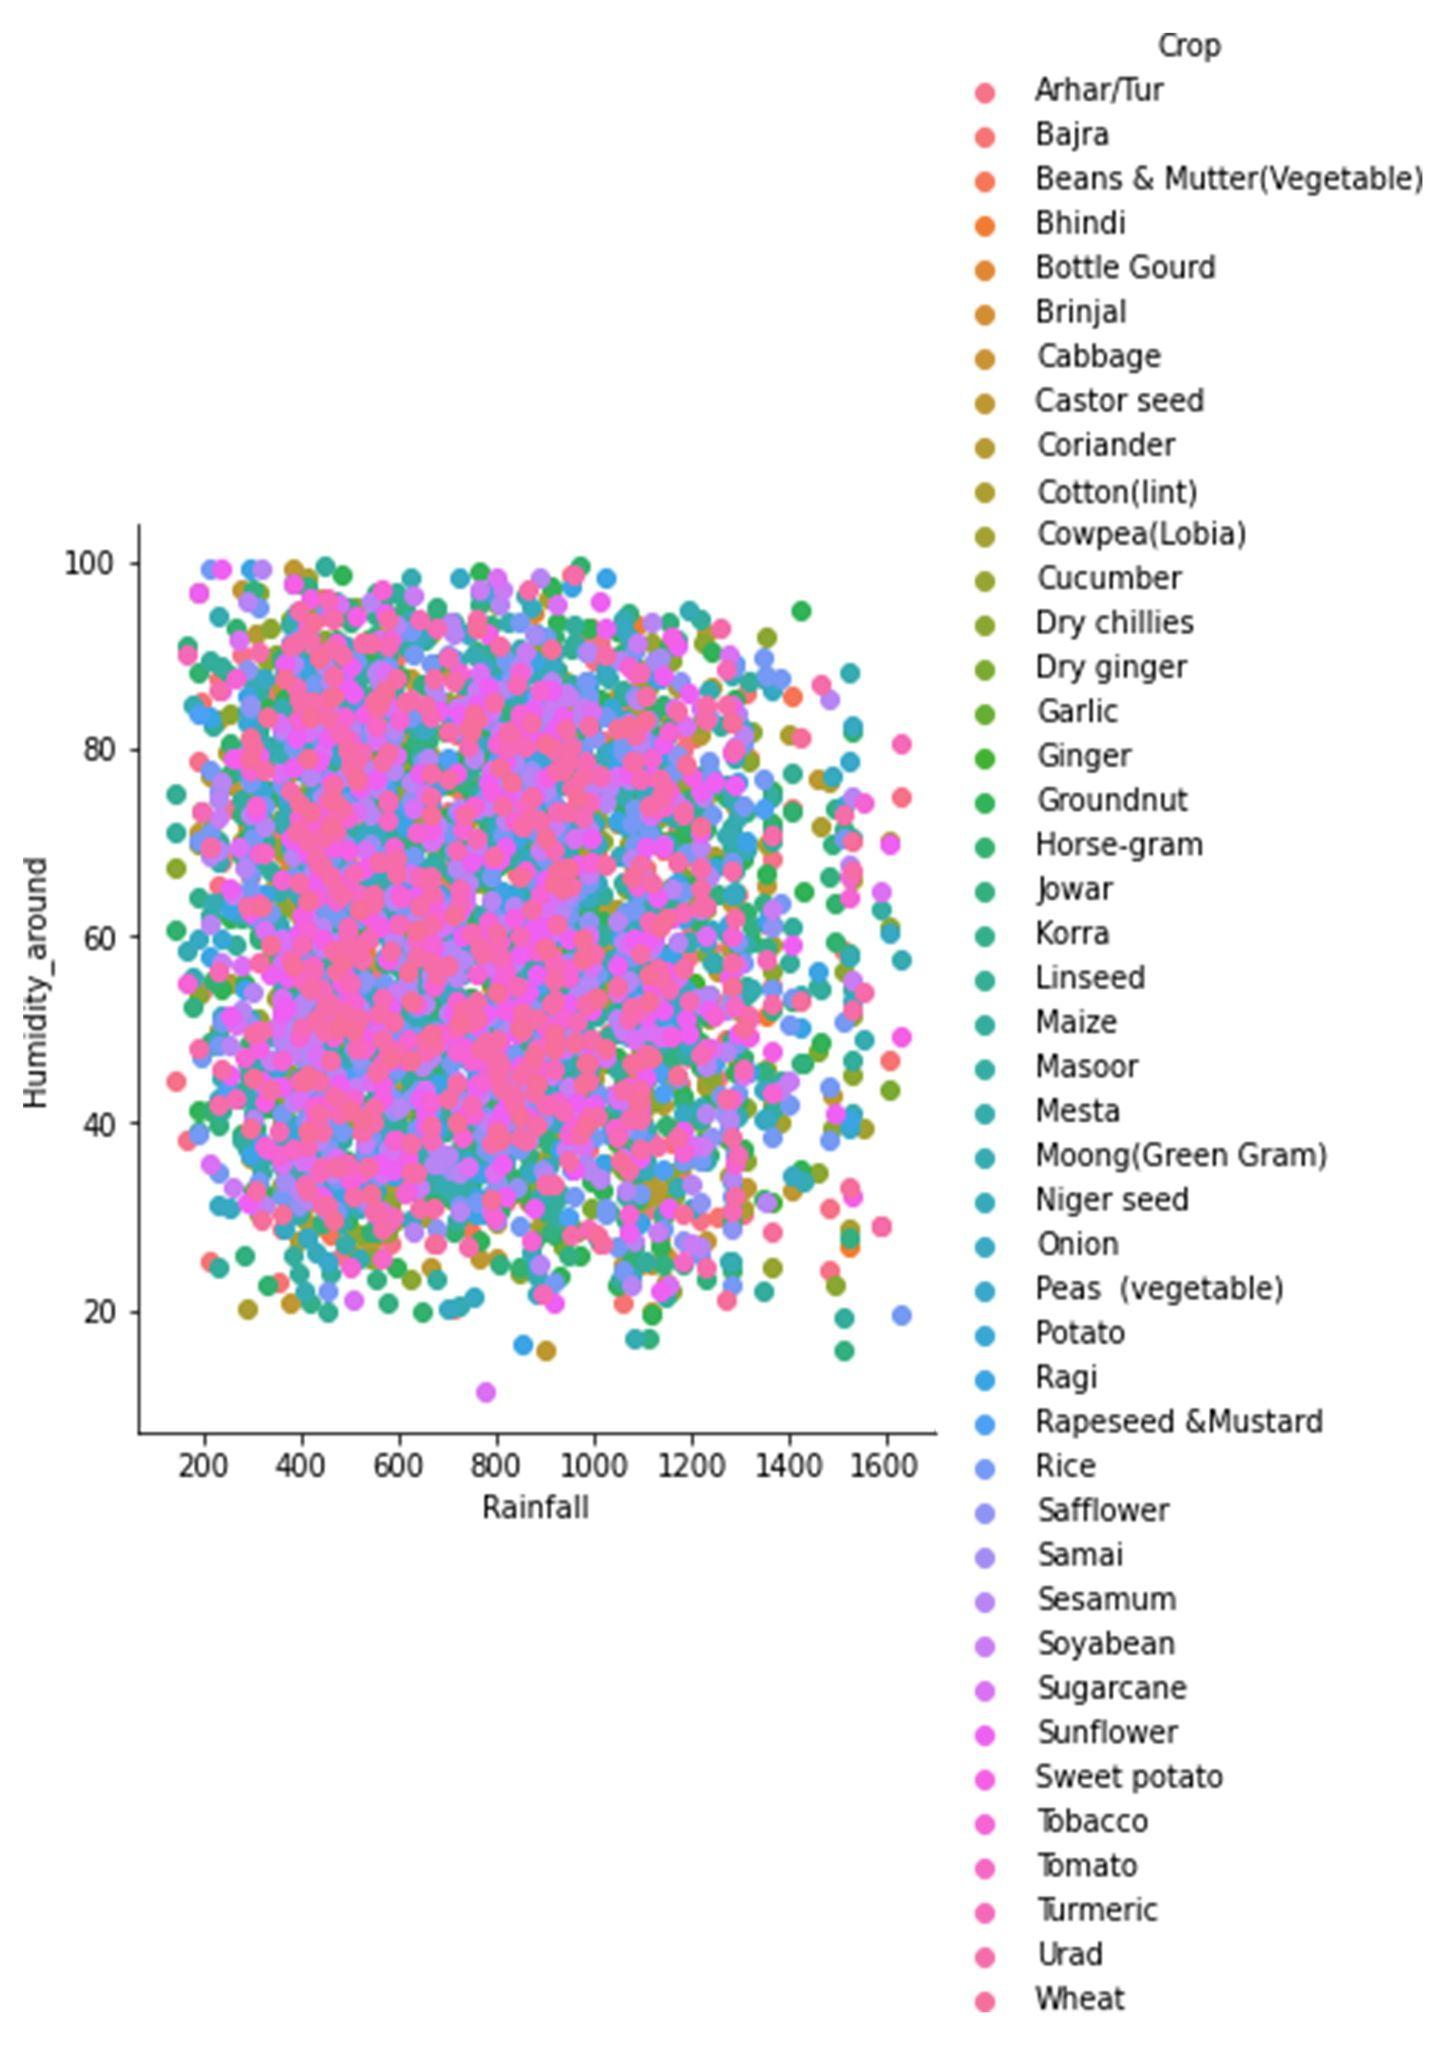 Crop
Arhar/Tur
Bajra
Beans & Mutter(Vegetable)
Bhindi
Bottle Gourd
Brinjal
Cabbage
Castor seed
Coriander
Cotton(lint)
Cowpea(Lobia)
Cucumber
Dry chillies
Dry ginger
Garlic
Ginger
Groundnut
Horse-gram
Jowar
Korra
Linseed
Maize
Masoor
Mesta
Moong(Green Gram)
Niger seed
Onion
Peas  (vegetable)
Potato
Ragi
Rapeseed &Mustard
Rice
Safflower
Samai
Sesamum
Soyabean
Sugarcane
Sunflower
Sweet potato
Tobacco
Tomato
Turmeric
Urad
Wheat
Humidity_around
100
80
60
40
20
200 400 600 800 1000 1200 1400 1600
Rainfall